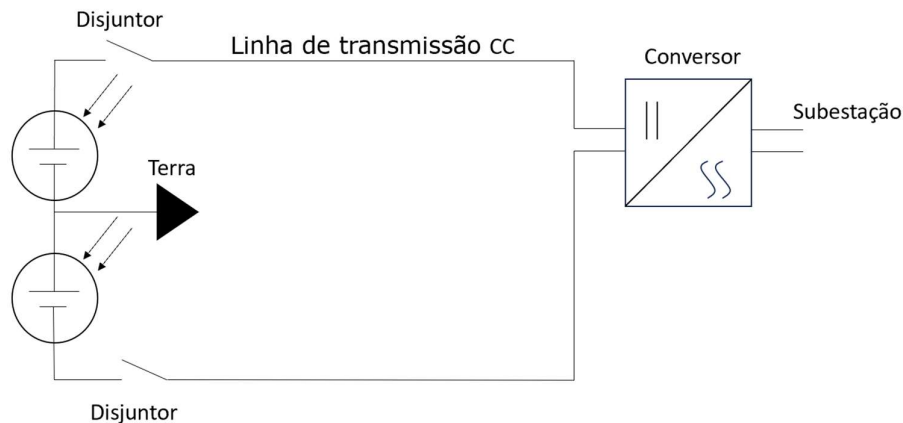 Disjuntor
Linha de transmissão CC
Conversor
Subestação
Terra
Disjuntor